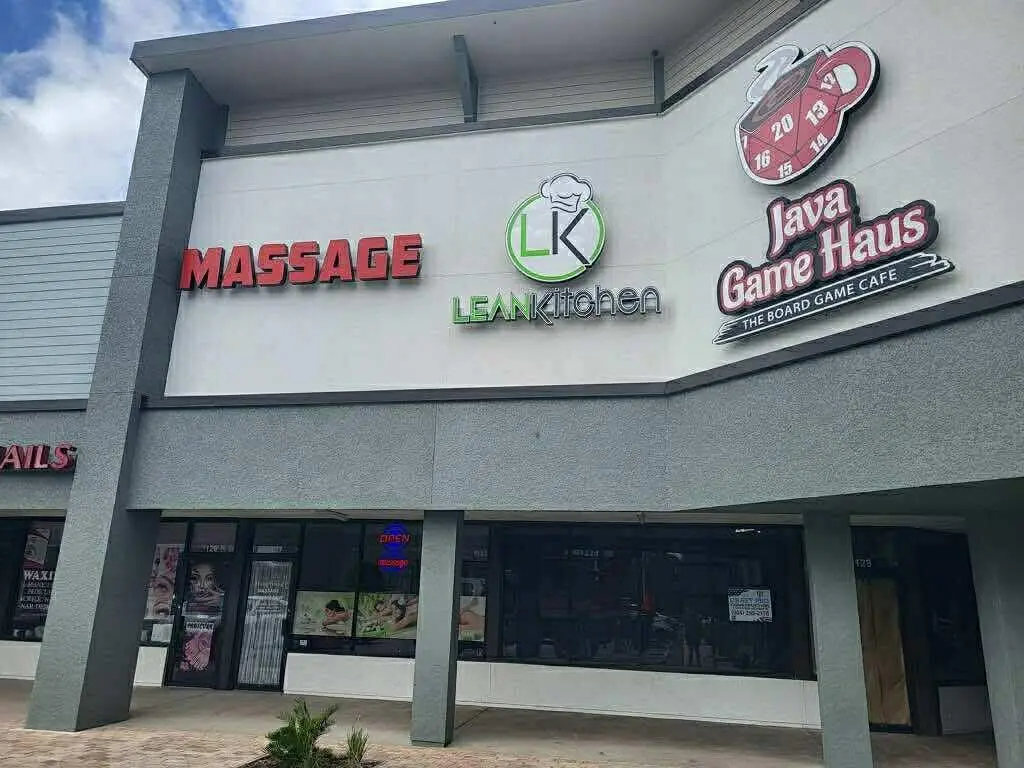 MASSAGE
LK
LEANKitchen
17
20
13
7
16
14
15
Java
Game Haus
THE BOARD GAME CAFE
AILS
WAXI
OPEN
massage